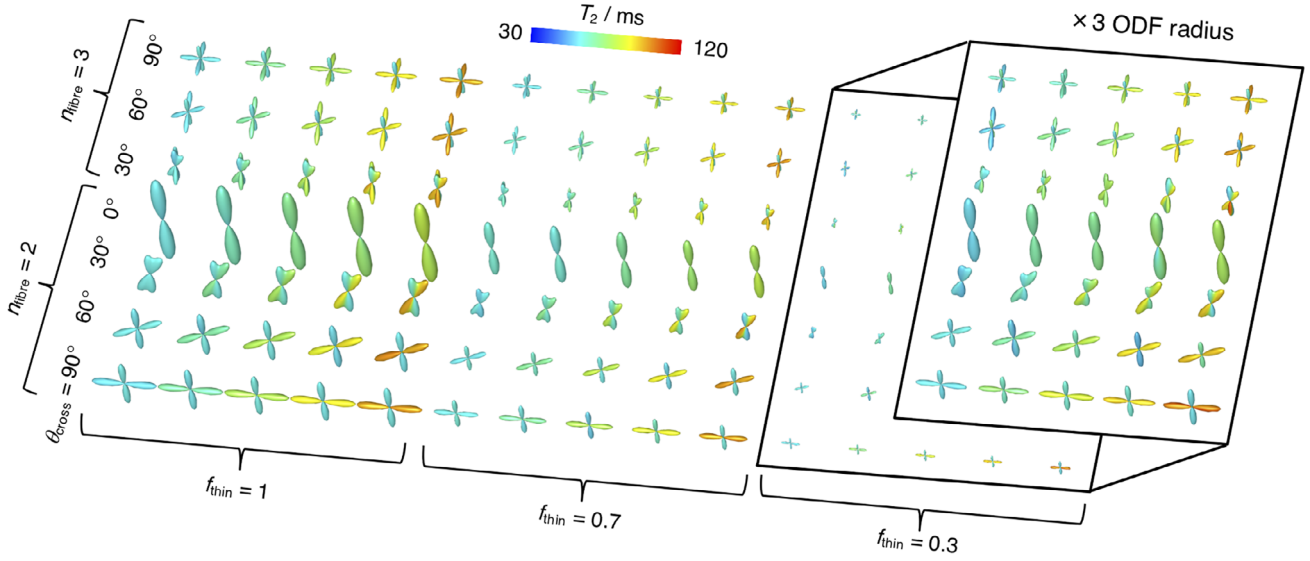 T2 / ms
30
120
× 3 ODF radius
nfibre = 3
90°
60°
30°
0°
nfibre = 2
30°
60°
θcross = 90°
fthin = 1
fthin = 0.7
fthin = 0.3